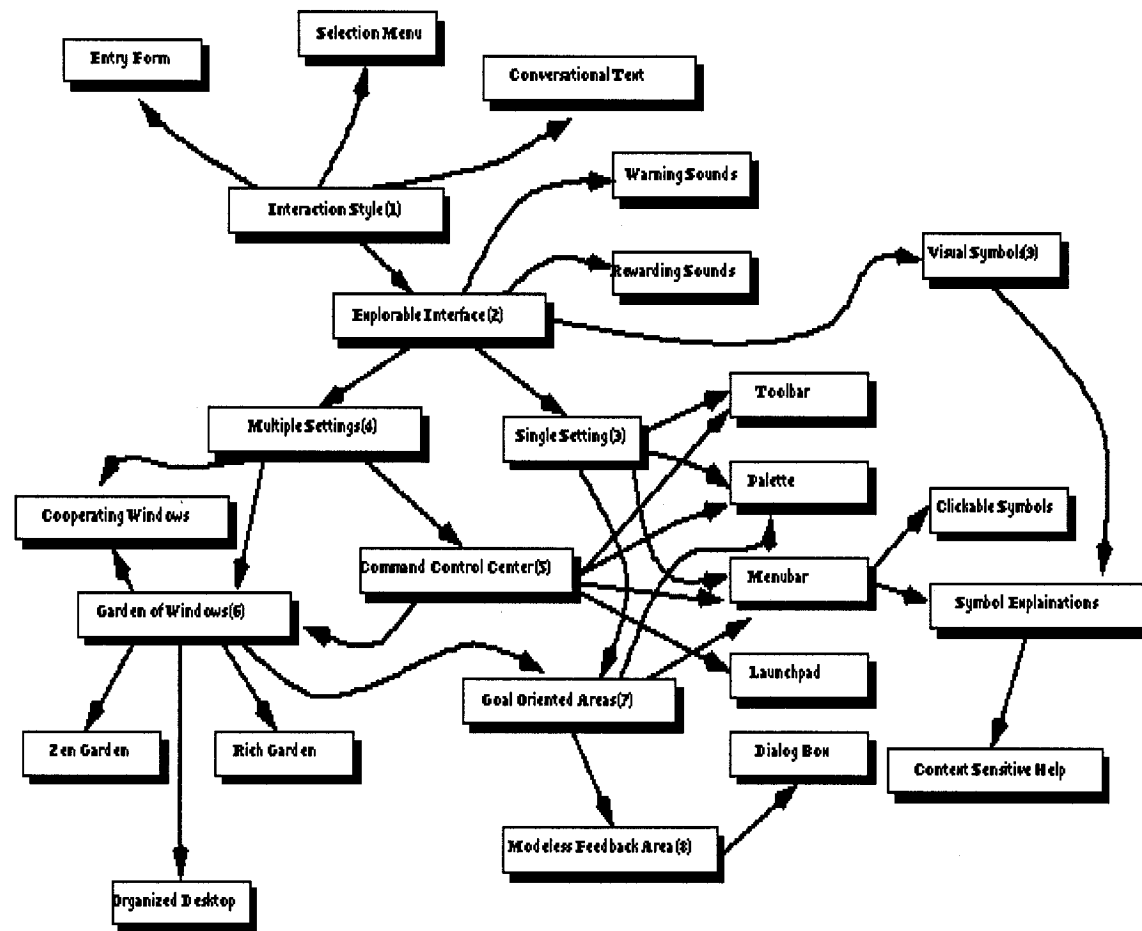 Selection Menu
Entry Form
Conversational Text
Warning Sounds
Interaction Style(1)
Visual Symbols(9)
Rewarding Sounds
Explorable Interface(2)
Toolbar
Multiple Settings(4)
Single Setting(3)
Palette
Clickable Symbols
Cooperating Windows
Command Control Center(5)
Menubar
Garden of Windows(6)
Symbol Explainations
Launchpad
Goal Oriented Areas(7)
Zen Garden
Rich Garden
Dialog Box
Context Sensitive Help
Modeless Feedback Area(8)
Organized Desktop